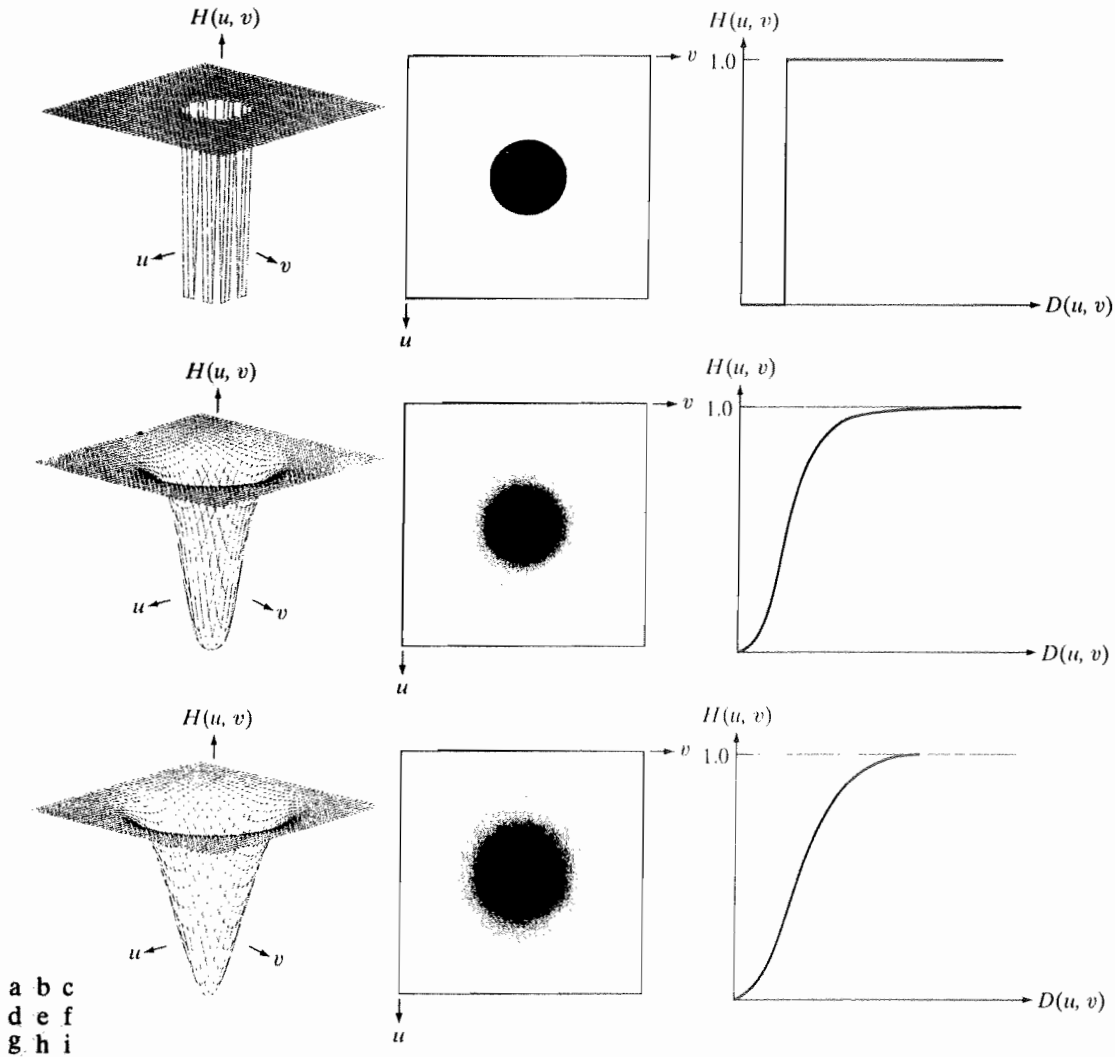 H(u, v)
u
v
v
u
H(u, v)
1.0
D(u, v)
H(u, v)
u
v
v
u
H(u, v)
1.0
D(u, v)
H(u, v)
u
v
v
u
H(u, v)
1.0
D(u, v)
a b c
d e f
g h i